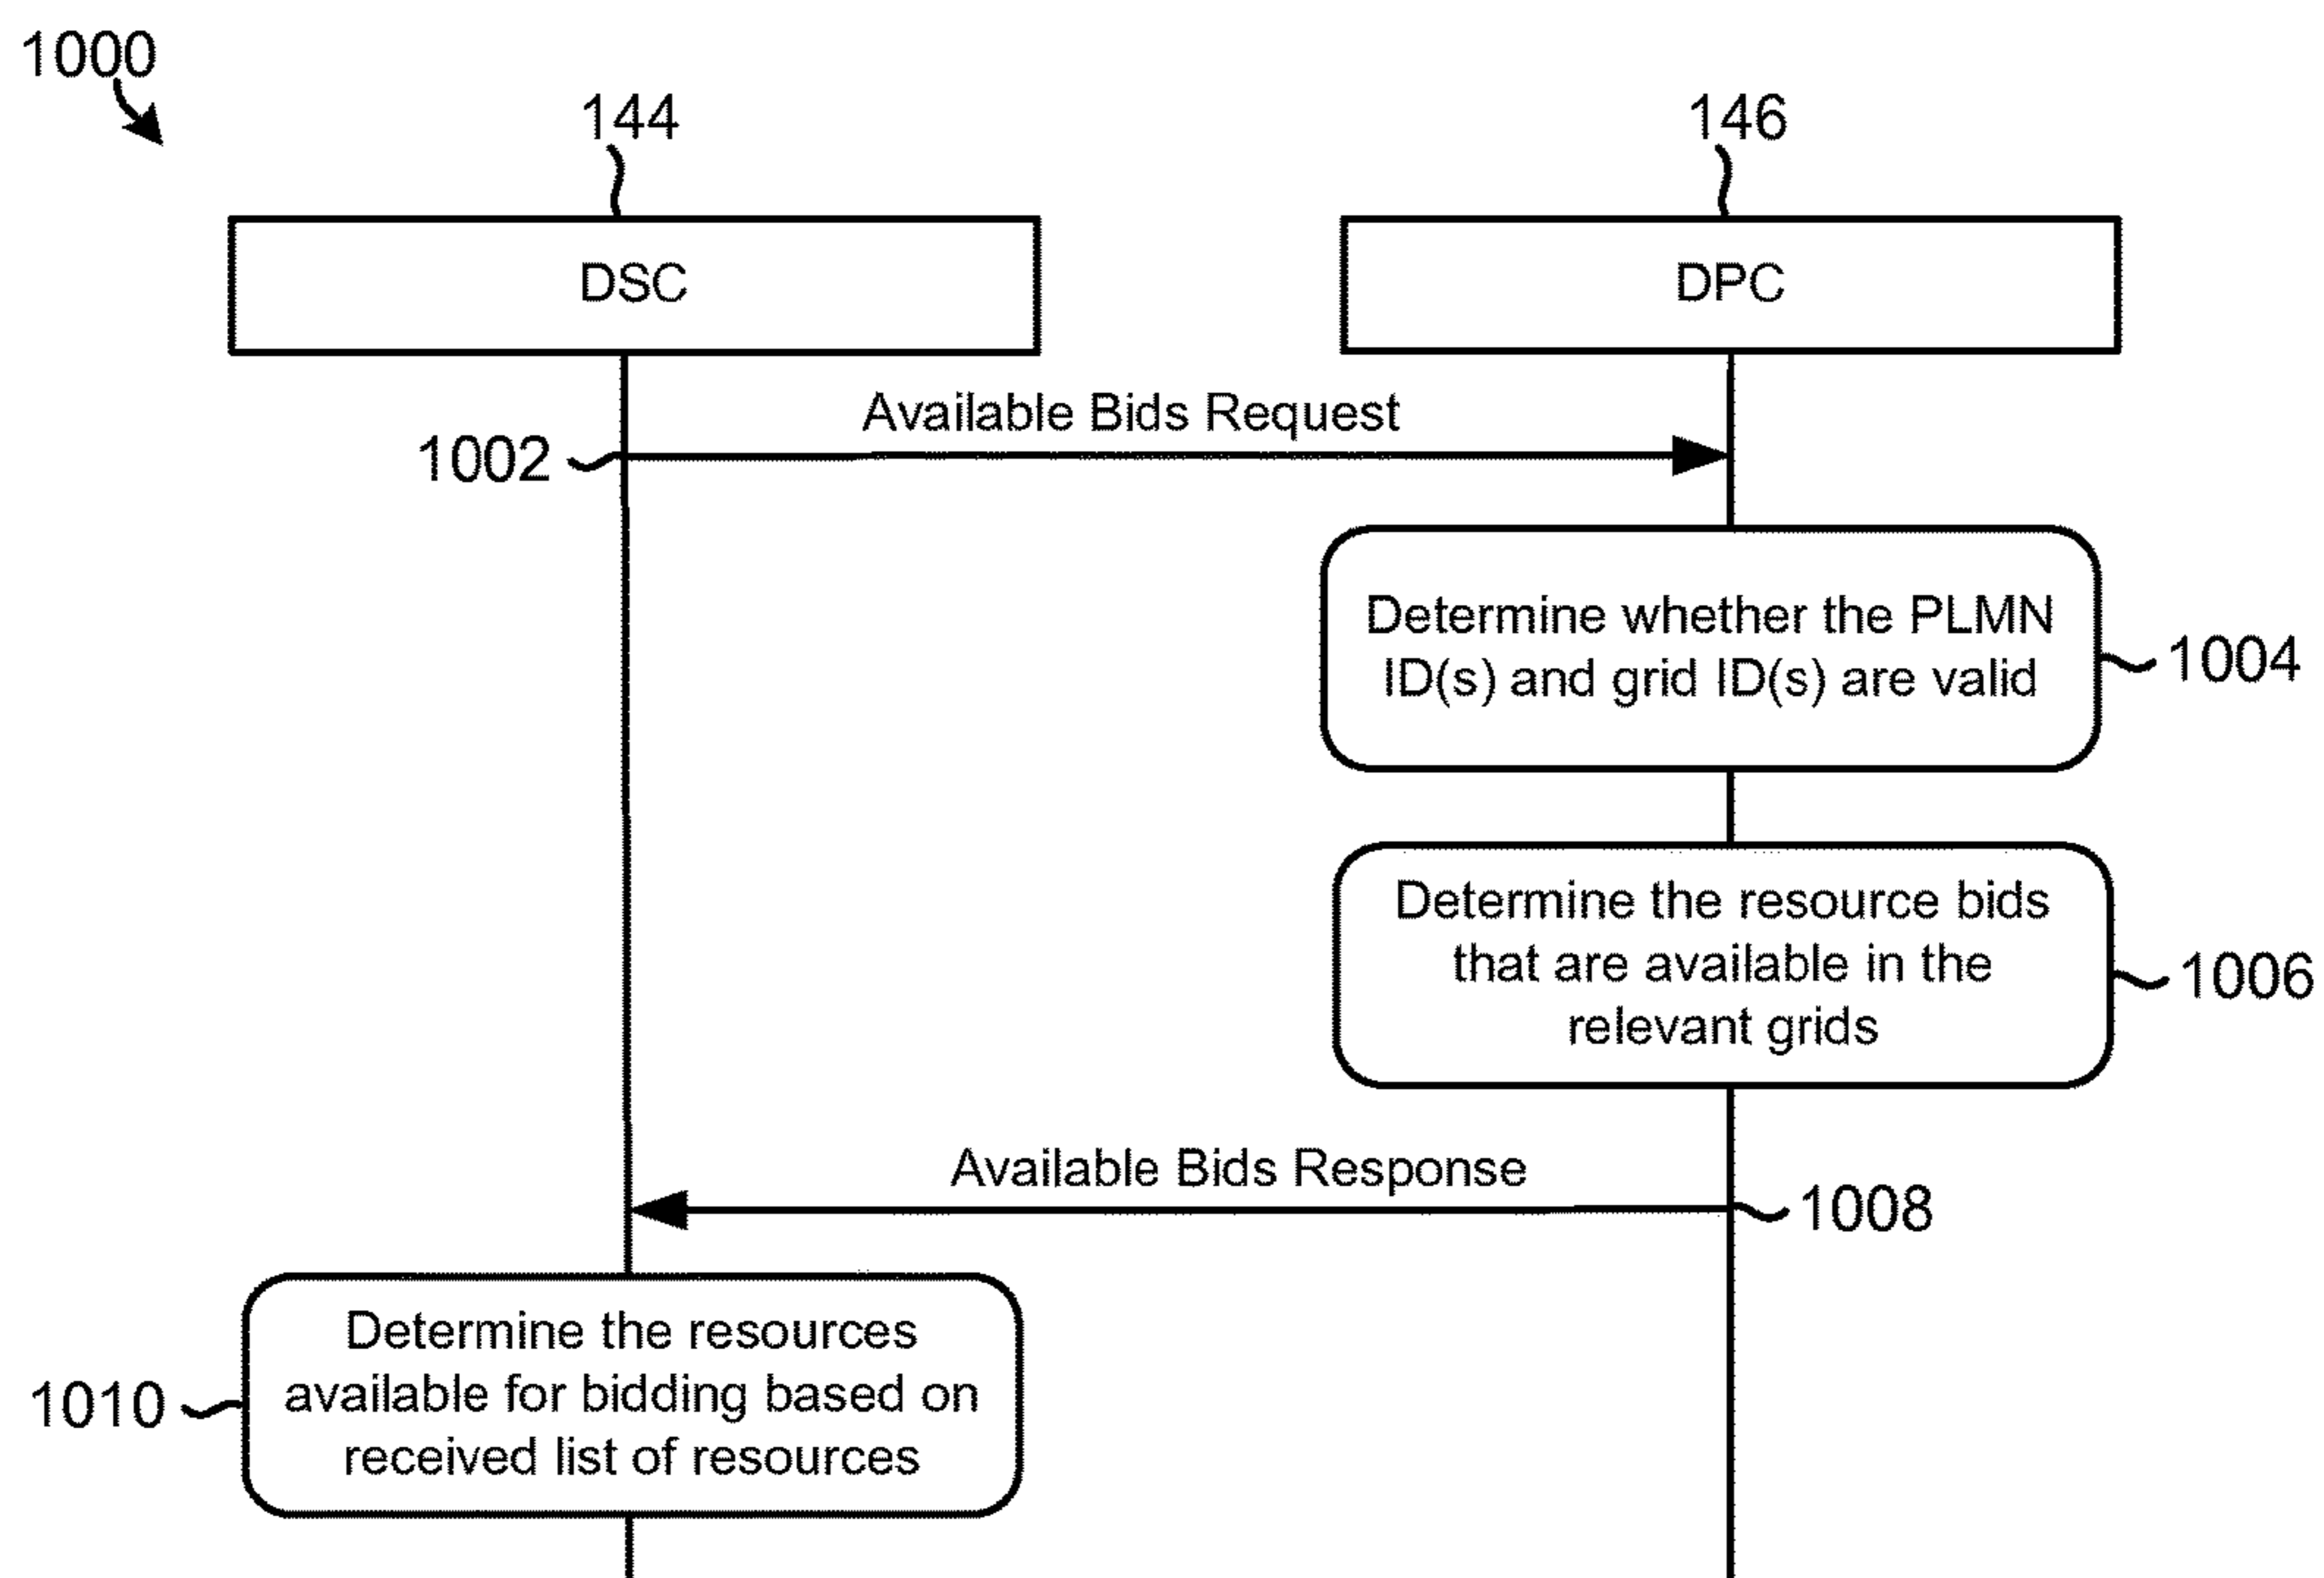 1000
144
146
DSC
DPC
Available Bids Request
1002
Determine whether the PLMN
ID(s) and grid ID(s) are valid
1004
Determine the resource bids
that are available in the
relevant grids
1006
Available Bids Response
1008
Determine the resources
available for bidding based on
received list of resources
1010